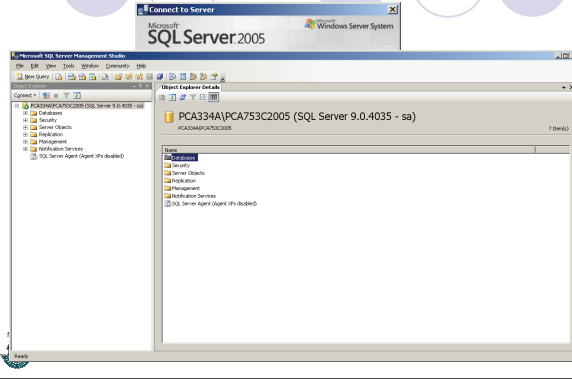 Connect to Server
Microsoft
SQL Server 2005
Microsoft
Windows Server System
Microsoft SQL Server Management Studio
File Edit View Tools Window Community Help
New Query
Object Explorer
Connect
PCA334A\PCA753C2005 (SQL Server 9.0.4035 - sa)
Databases
Security
Server Objects
Replication
Management
Notification Services
SQL Server Agent (Agent XPs disabled)
Object Explorer Details
PCA334A\PCA753C2005 (SQL Server 9.0.4035 - sa)
PCA334A\PCA753C2005
7 Item(s)
Name
Databases
Security
Server Objects
Replication
Management
Notification Services
SQL Server Agent (Agent XPs disabled)
Ready